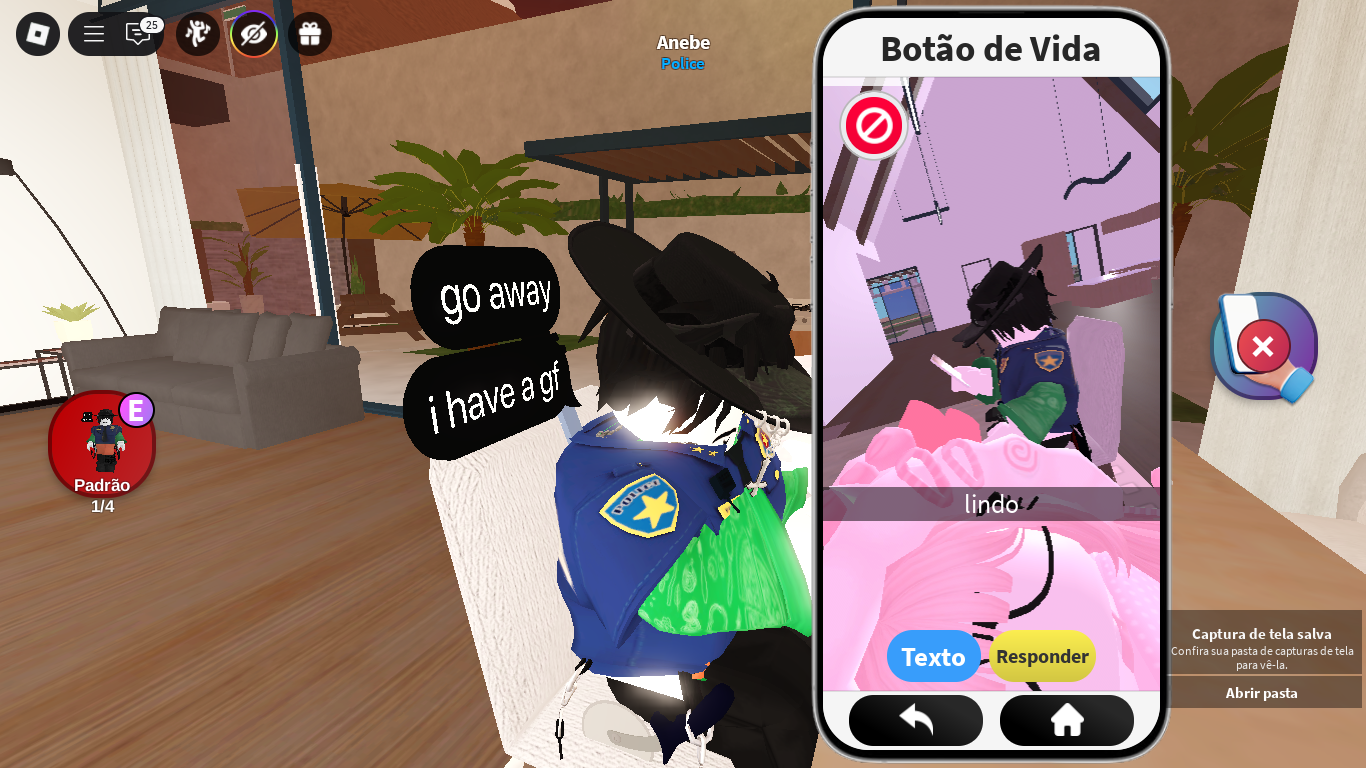 25
Anebe
Police
Botão de Vida
go away
i have a gf
E
Padrão
1/4
POLICE
lindo
Texto
Responder
Captura de tela salva
Confira sua pasta de capturas de tela
para vê-la.
Abrir pasta